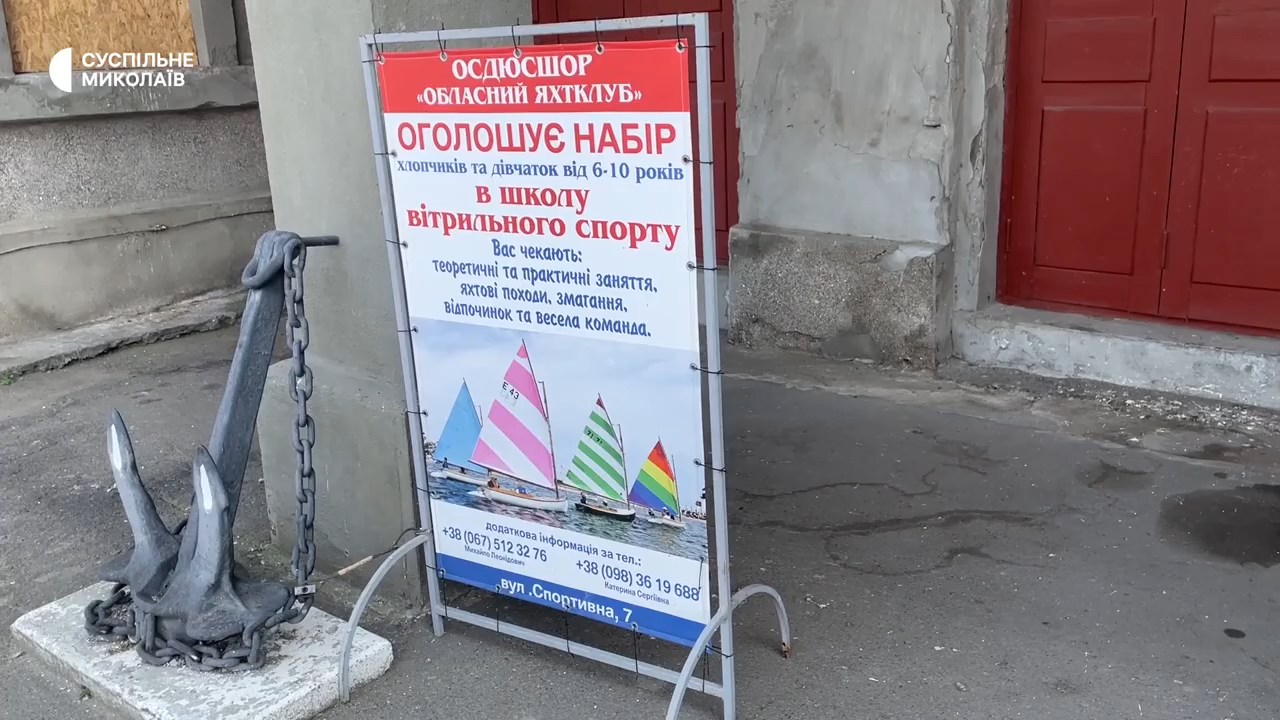 СУСПІЛЬНЕ
МИКОЛАЇВ
ОСДЮСШОР
«ОБЛАСНИЙ ЯХТКЛУБ»
ОГОЛОШУЄ НАБІР
хлопчиків та дівчаток від 6-10 років
в школу
вітрильного спорту
Вас чекають:
теоретичні та практичні заняття,
яхтові походи, змагання,
відпочинок та весела команда.
E 43
додаткова інформація за тел.:
+38 (067) 512 32 76
Михайло Леонідович
+38 (098) 36 19 688
Катерина Сергіївна
вул .Спортивна, 7